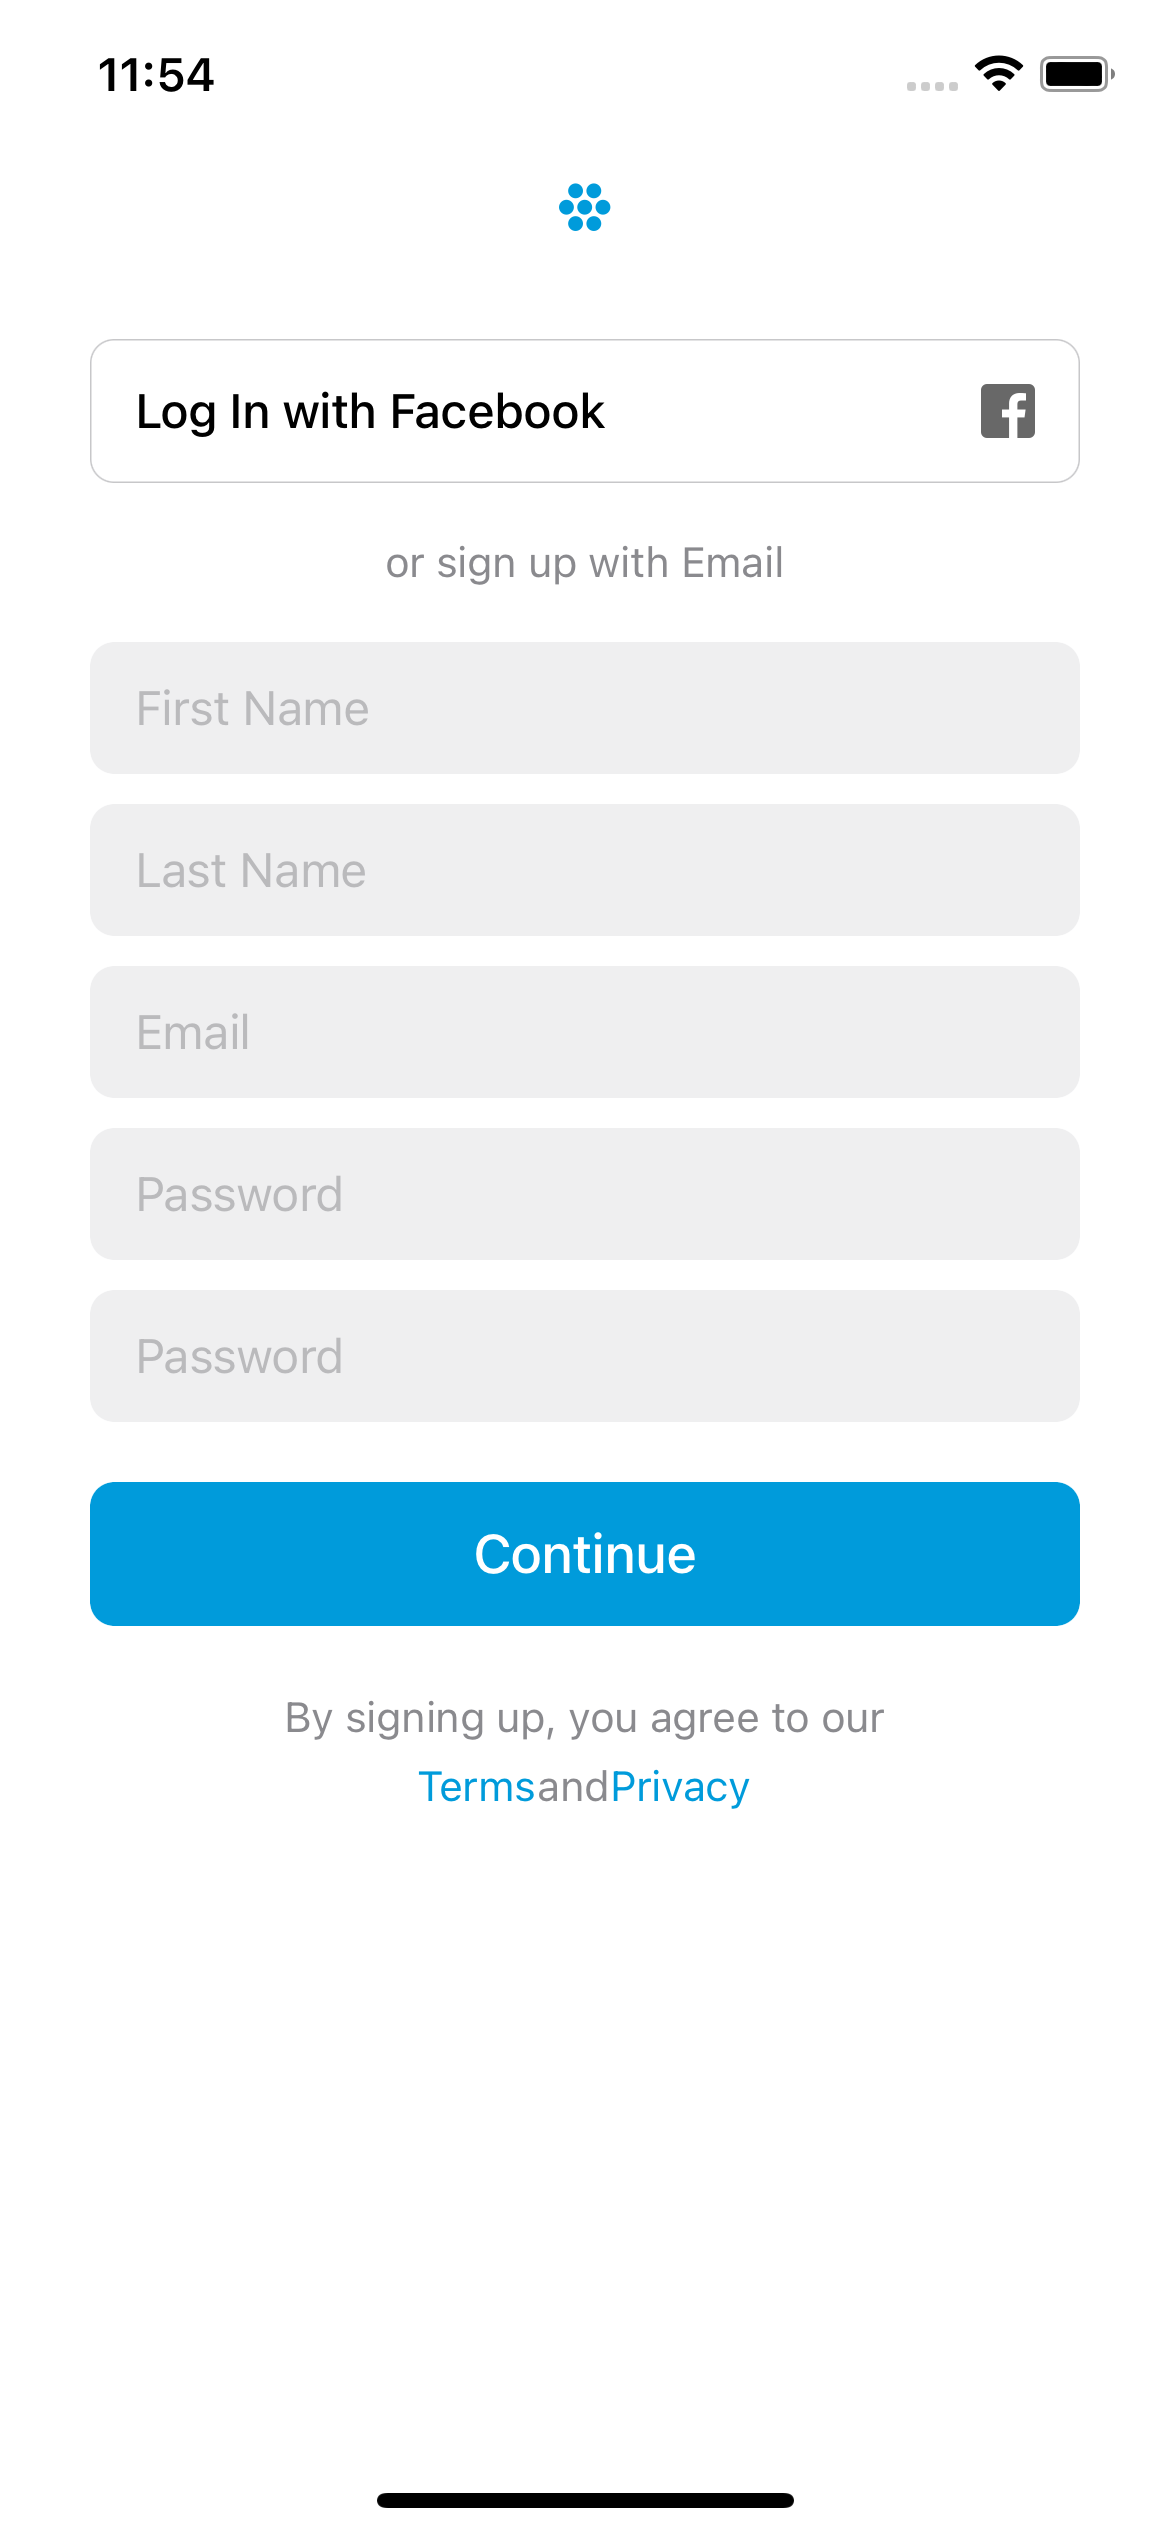 11:54
Log In with Facebook
or sign up with Email
First Name
Last Name
Email
Password
Password
Continue
By signing up, you agree to our
TermsandPrivacy